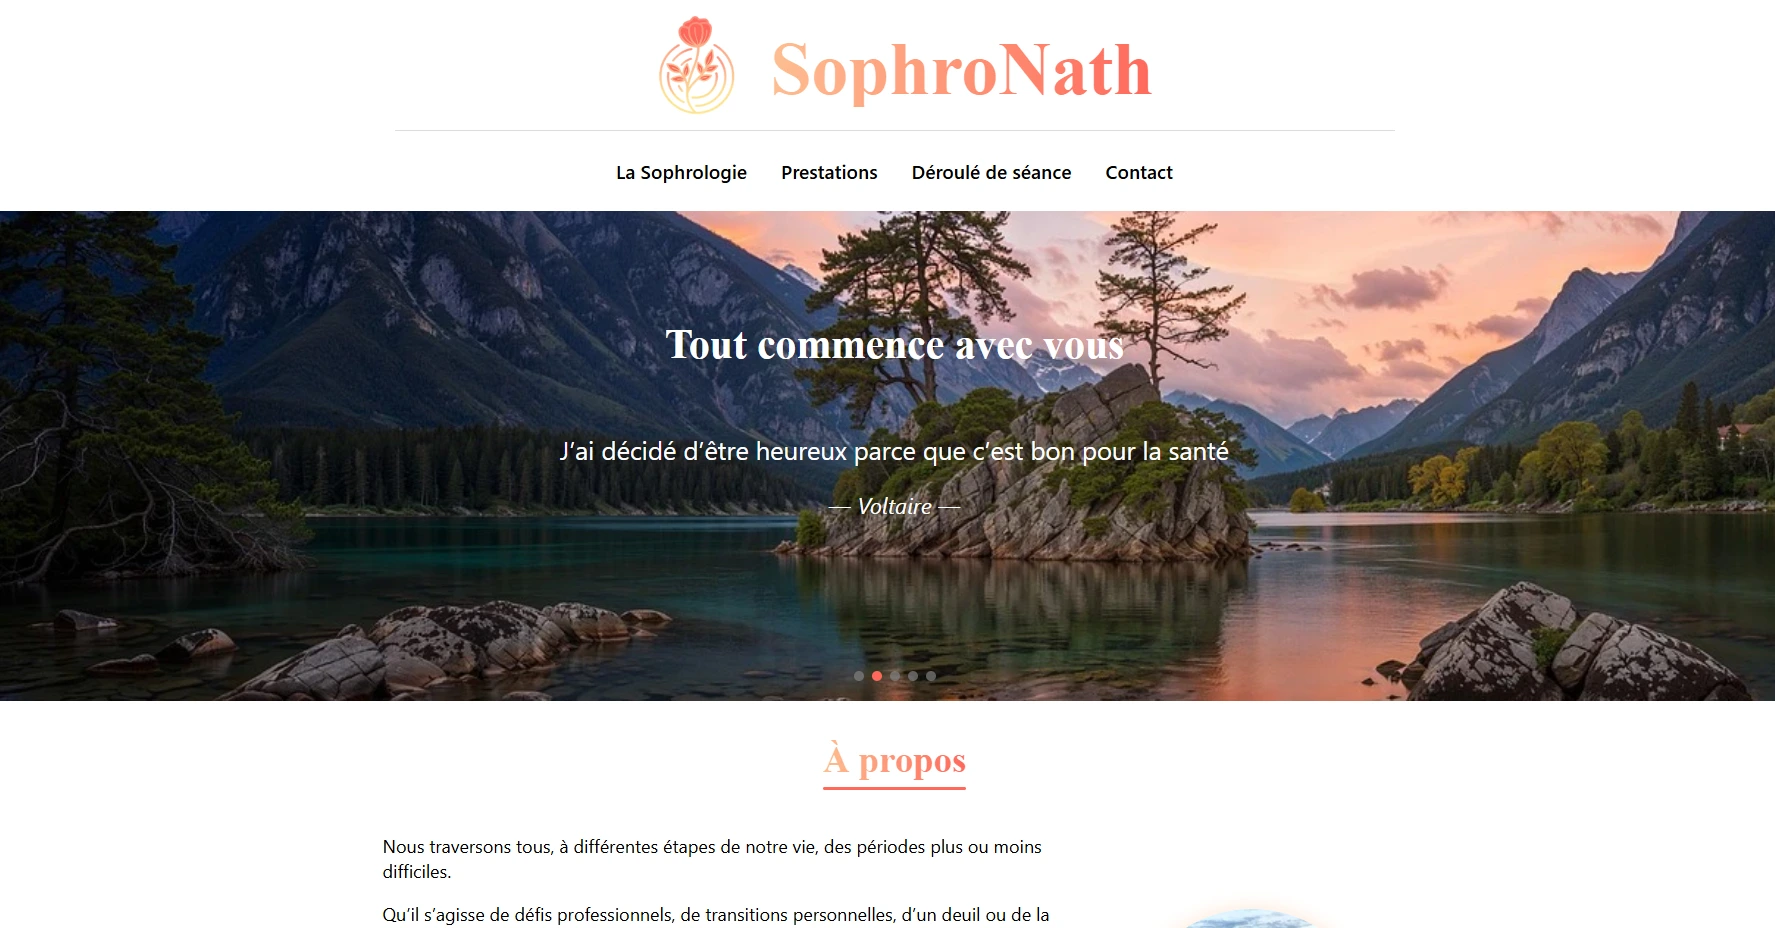 SophroNath
La Sophrologie Prestations Déroulé de séance Contact
Tout commence avec vous
J’ai décidé d’être heureux parce que c’est bon pour la santé
— Voltaire —
À propos
Nous traversons tous, à différentes étapes de notre vie, des périodes plus ou moins
difficiles.
Qu’il s’agisse de défis professionnels, de transitions personnelles, d’un deuil ou de la